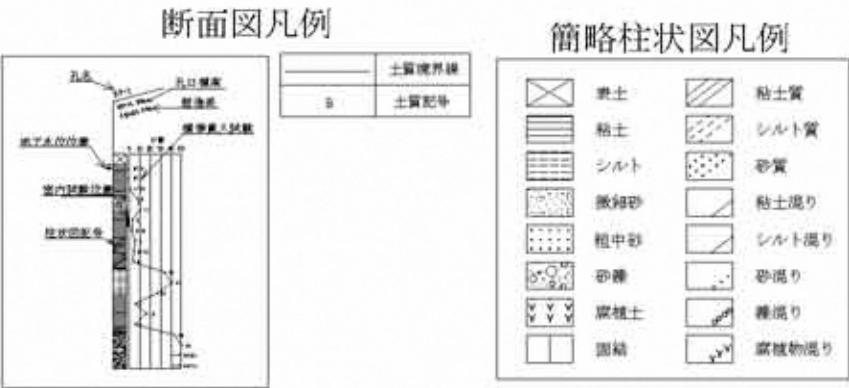 断面図凡例
孔名
孔口標高
掘進長
N値
標準貫入試験
地下水位位置
室内試験位置
柱状図記号
土質境界線
B 土質記号
簡略柱状図凡例
表土 粘土質
粘土 シルト質
シルト 砂質
微細砂 粘土混り
粗中砂 シルト混り
砂礫 砂混り
腐植土 礫混り
固結 腐植物混り